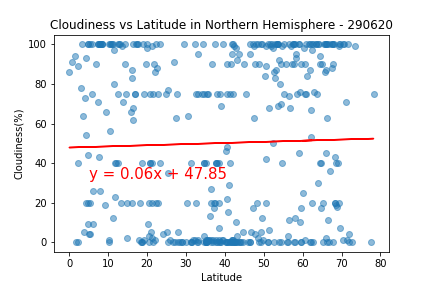 Cloudiness vs Latitude in Northern Hemisphere - 290620
100
80
60
40
20
0
Cloudiness(%)
y = 0.06x + 47.85
0 10 20 30 40 50 60 70 80
Latitude